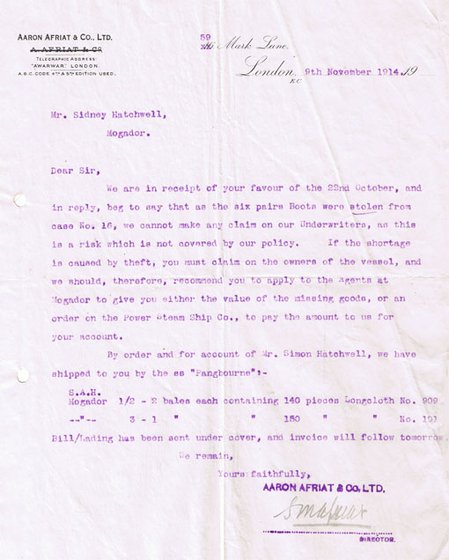 AARON AFRIAT & CO., LTD.
A. AFRIAT & CO
TELEGRAPHIC ADDRESS:
"AWARWAR" LONDON.
A.B.C. CODE 4TH & 5TH EDITION USED.
59 Mark Lane.
London, 9th November 1914. 19
E.C
Mr. Sidney Hatchwell,
Mogador.
Dear Sir,
We are in receipt of your favour of the 22nd October, and
in reply, beg to say that as the six pairs Boots were stolen from
case No. 16, we cannot make any claim on our Underwriters, as this
is a risk which is not covered by our policy. If the shortage
is caused by theft, you must claim on the owners of the vessel, and
we should, therefore, recommend you to apply to the Agents at
Mogador to give you either the value of the missing goods, or an
order on the Power Steam Ship Co., to pay the amount to us for
your account.
By order and for account of Mr. Simon Hatchwell, we have
shipped to you by the ss "Pangbourne":-
S.A.H.
Mogador 1/2 - 2 bales each containing 140 pieces Longcloth No. 909
--"-- 3 - 1 " " 150 " " No. 191
Bill/Lading has been sent under cover, and invoice will follow tomorrow.
We remain,
Yours faithfully,
AARON AFRIAT & CO., LTD.
DIRECTOR.